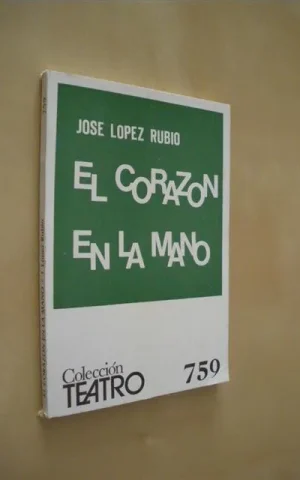 JOSE LOPEZ RUBIO
EL CORAZON
EN LA MANO
Colección
TEATRO
759